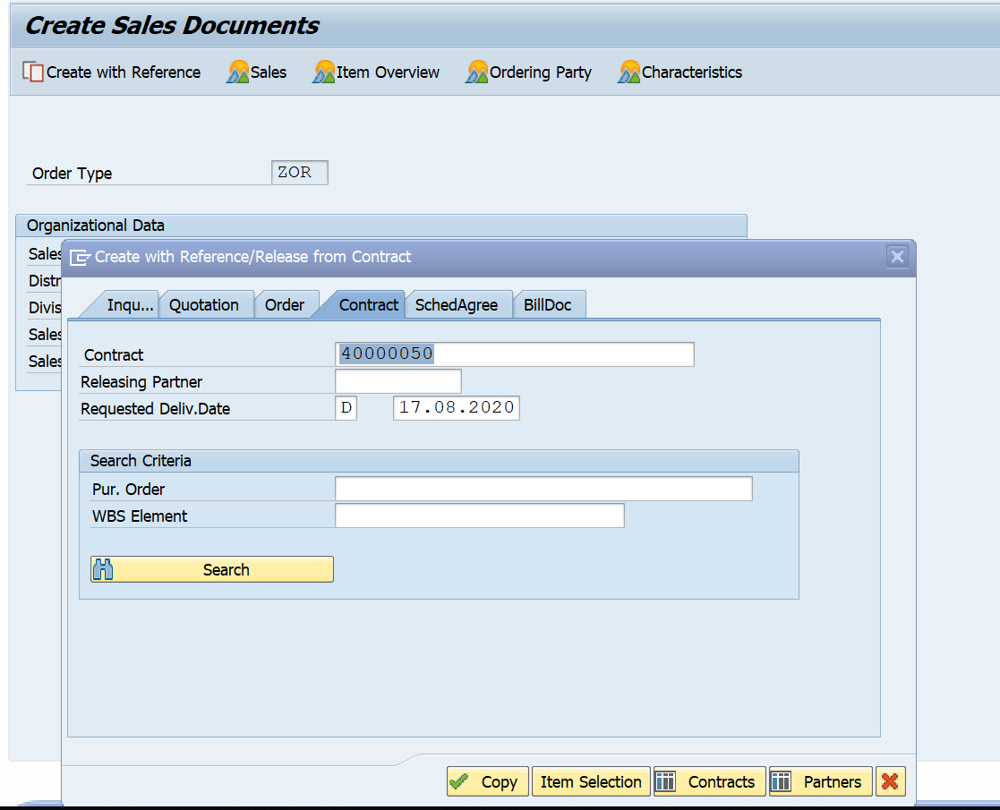 Create Sales Documents
Create with Reference Sales Item Overview Ordering Party Characteristics
Order Type ZOR
Organizational Data
Sales
Distr
Divis
Sales
Sales
Create with Reference/Release from Contract
Inqu... Quotation Order Contract SchedAgree BillDoc
Contract 40000050
Releasing Partner
Requested Deliv.Date D 17.08.2020
Search Criteria
Pur. Order
WBS Element
Search
Copy Item Selection Contracts Partners